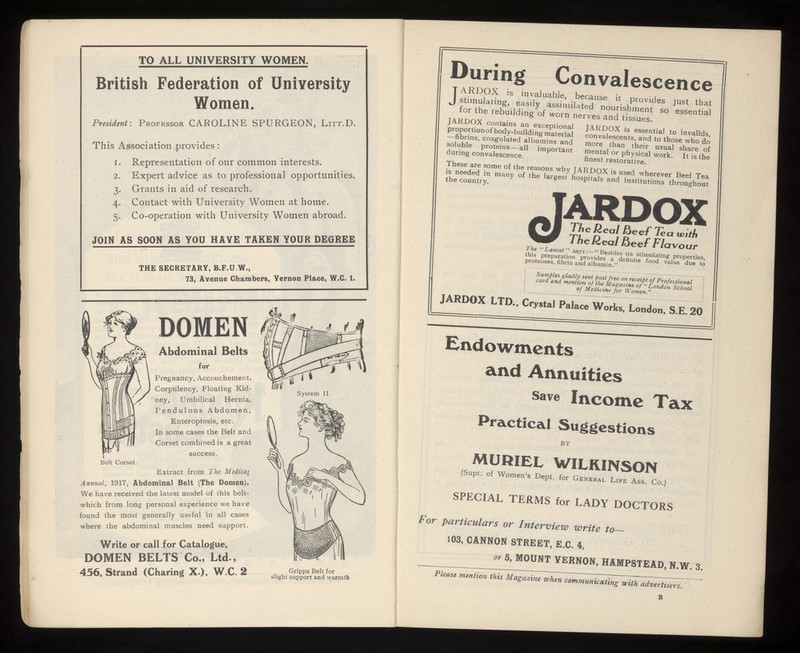 TO ALL UNIVERSITY WOMEN.
British Federation of University
Women.
President: PROFESSOR CAROLINE SPURGEON, LITT.D.
This Association provides:
1. Representation of our common interests.
2. Expert advice as to professional opportunities.
3. Grants in aid of research.
4. Contact with University Women at home.
5. Co-operation with University Women abroad.
JOIN AS SOON AS YOU HAVE TAKEN YOUR DEGREE
THE SECRETARY, B.F.U.W.,
73, Avenue Chambers, Vernon Place, W.C. 1.
DOMEN
Abdominal Belts
for
Pregnancy, Accouchement,
Corpulency, Floating Kid-
ney, Umbilical Hernia,
Pendulous Abdomen,
Enteroptosis, etc.
In some cases the Belt and
Corset combined is a great
success.
Belt Corset.
System II.
Extract from The Medical
Annual, 1917, Abdominal Belt (The Domen).
We have received the latest model of this belt-
which from long personal experience we have
found the most generally useful in all cases
where the abdominal muscles need support.
Write or call for Catalogue,
DOMEN BELTS Co., Ltd.,
456, Strand (Charing X.), W.C. 2
Grippa Belt for
slight support and warmth
During Convalescence
JARDOX is invaluable, because it provides just that
stimulating, easily assimilated nourishment so essential
for the rebuilding of worn nerves and tissues.
JARDOX contains an exceptional
proportion of body-building material
—fibrins, coagulated albumins and
soluble proteins—all important
during convalescence.
JARDOX is essential to invalids,
convalescents, and to those who do
more than their usual share of
mental or physical work. It is the
finest restorative.
These are some of the reasons why JARDOX is used wherever Beef Tea
is needed in many of the largest hospitals and institutions throughout
the country.
JARDOX
The Real Beef Tea with
The Real Beef Flavour
The "Lancet" says:—"Besides its stimulating properties,
this preparation provides a definite food value due to
proteoses, fibrin and albumin."
Samples gladly sent post free on receipt of Professional
card and mention of the Magazine of "London School
of Medicine for Women."
JARDOX LTD., Crystal Palace Works, London, S.E. 20
Endowments
and Annuities
save Income Tax
Practical Suggestions
BY
MURIEL WILKINSON
(Supt. of Women's Dept. for GENERAL LIFE ASS. CO.)
SPECIAL TERMS for LADY DOCTORS
For particulars or Interview write to—
103, CANNON STREET, E.C. 4,
or 5, MOUNT VERNON, HAMPSTEAD, N.W. 3.
Please mention this Magazine when communicating with advertisers.
B